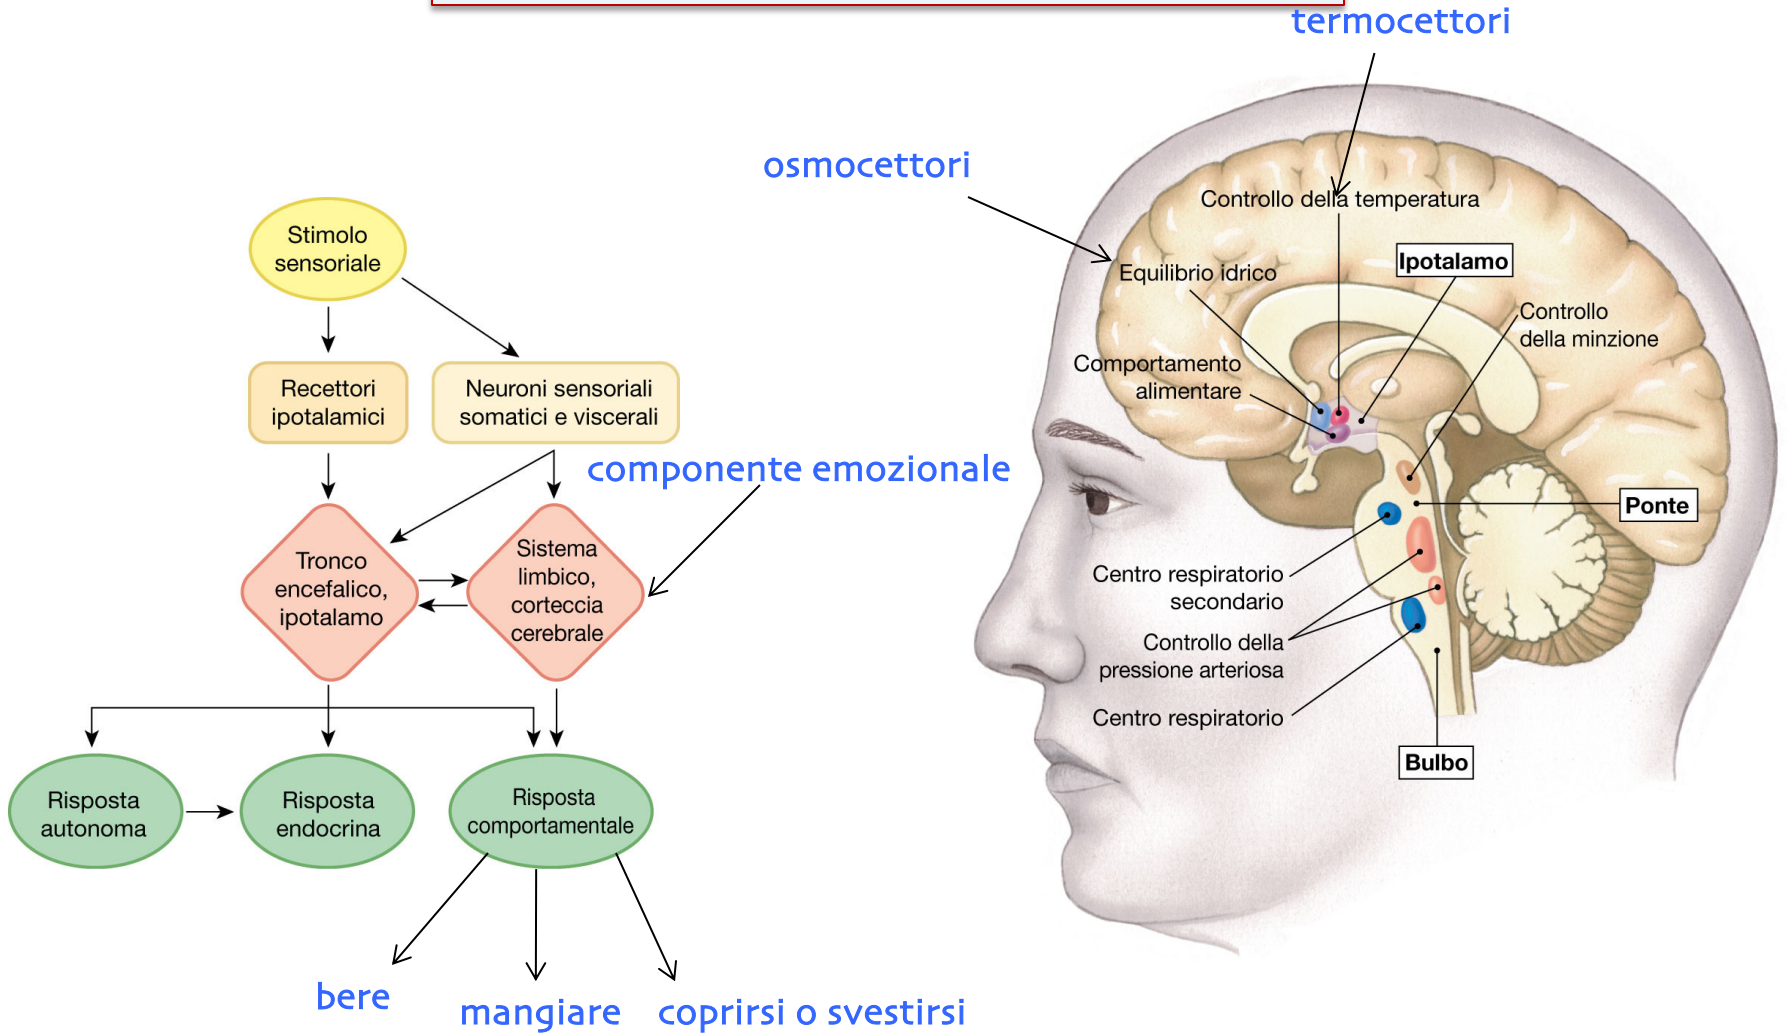 termocettori
osmocettori
Stimolo
sensoriale
Recettori
ipotalamici
Neuroni sensoriali
somatici e viscerali
componente emozionale
Tronco
encefalico,
ipotalamo
Sistema
limbico,
corteccia
cerebrale
Risposta
autonoma
Risposta
endocrina
Risposta
comportamentale
bere
mangiare
coprirsi o svestirsi
Controllo della temperatura
Equilibrio idrico
Ipotalamo
Controllo
della minzione
Comportamento
alimentare
Ponte
Centro respiratorio
secondario
Controllo della
pressione arteriosa
Centro respiratorio
Bulbo